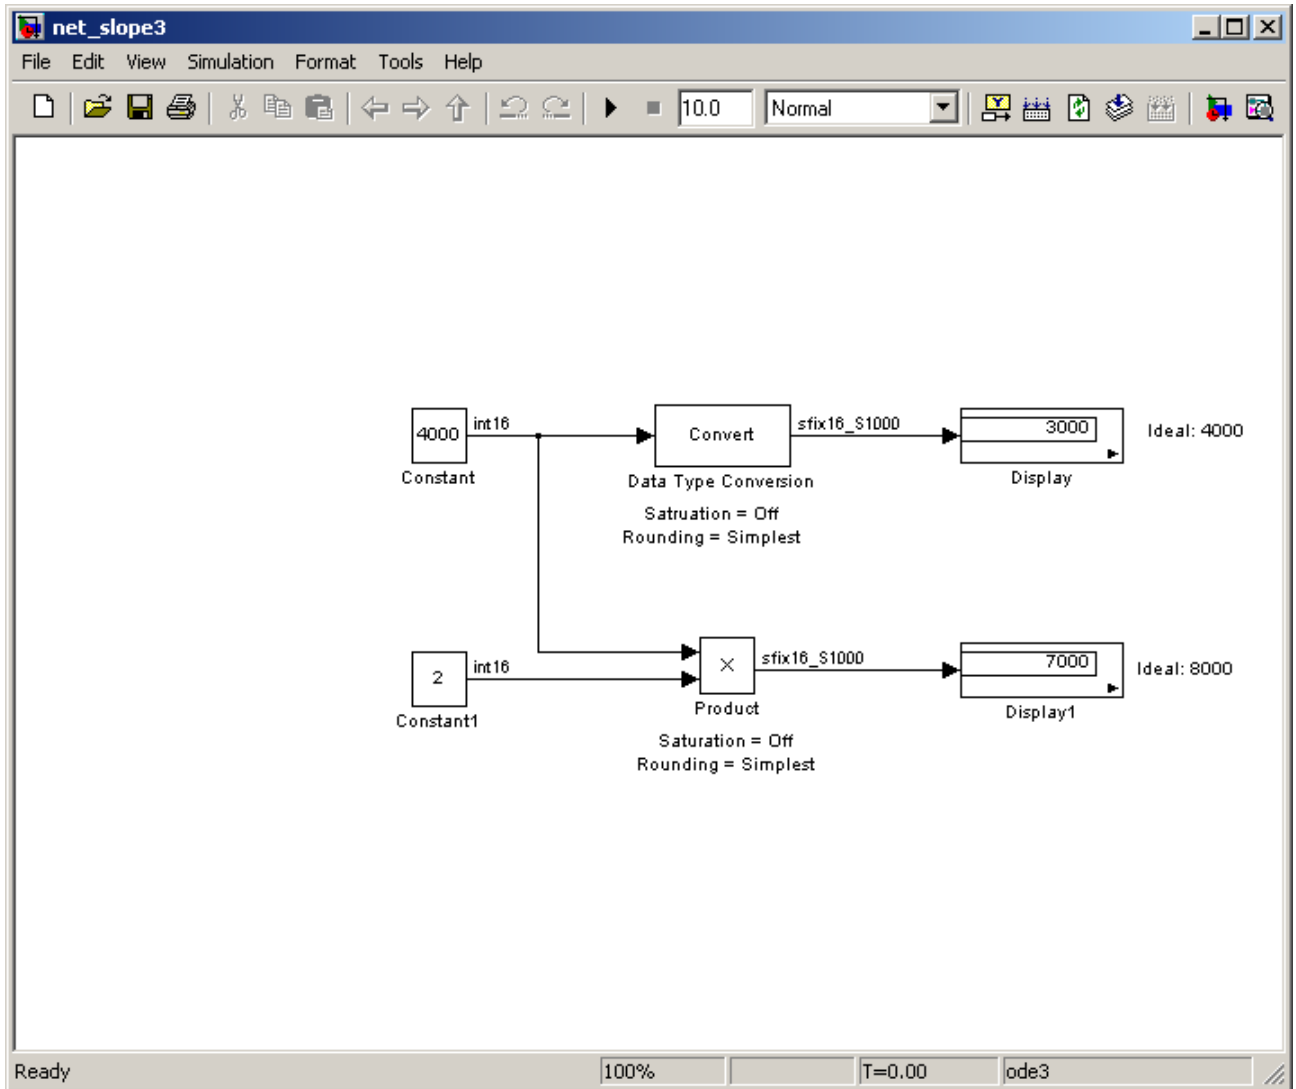 net_slope3
File Edit View Simulation Format Tools Help
10.0 Normal
4000 int16 Convert sfix16_S1000 3000 Ideal: 4000
Constant Data Type Conversion Display
Satruation = Off
Rounding = Simplest
2 int16 × sfix16_S1000 7000 Ideal: 8000
Constant1 Product Display1
Saturation = Off
Rounding = Simplest
Ready 100% T=0.00 ode3